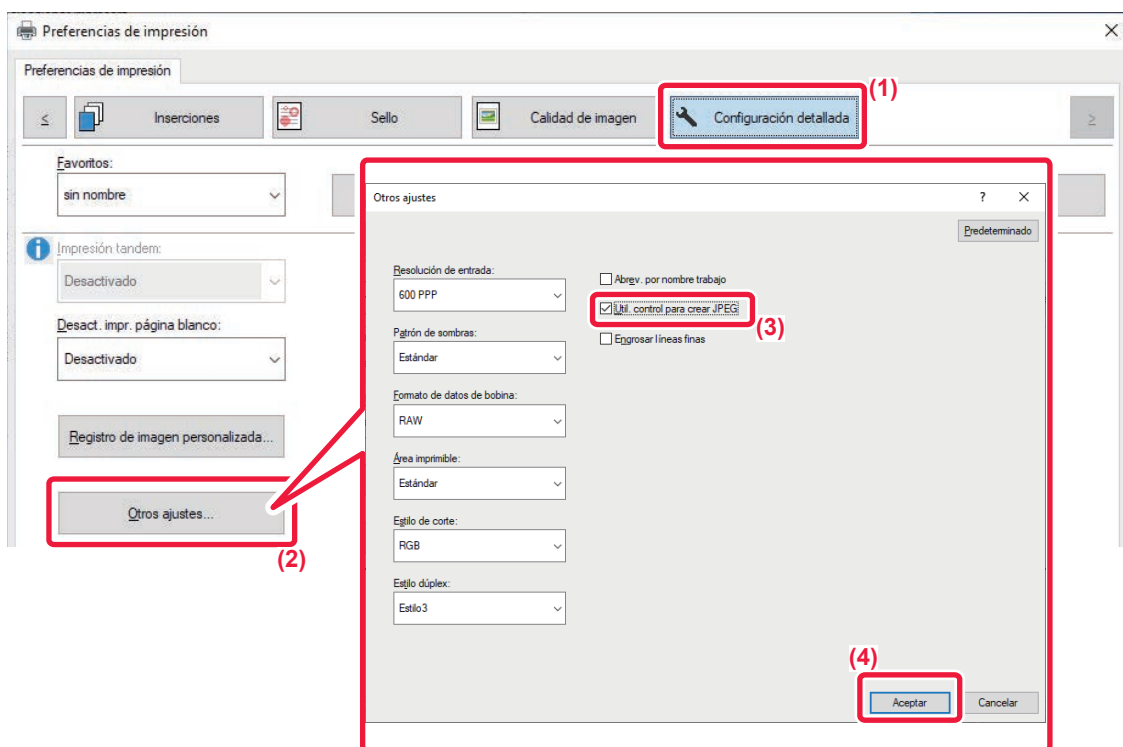 Preferencias de impresión
Preferencias de impresión
(1)
≤
Inserciones
Sello
Calidad de imagen
Configuración detallada
≥
Favoritos:
sin nombre
Impresión tandem:
Desactivado
Desact. impr. página blanco:
Desactivado
Registro de imagen personalizada...
Otros ajustes...
(2)
Otros ajustes
?
Predeterminado
Resolución de entrada:
600 PPP
Patrón de sombras:
Estándar
Formato de datos de bobina:
RAW
Área imprimible:
Estándar
Estilo de corte:
RGB
Estilo dúplex:
Estilo3
Abrev. por nombre trabajo
Util. control para crear JPEG
(3)
Engrosar líneas finas
(4)
Aceptar
Cancelar